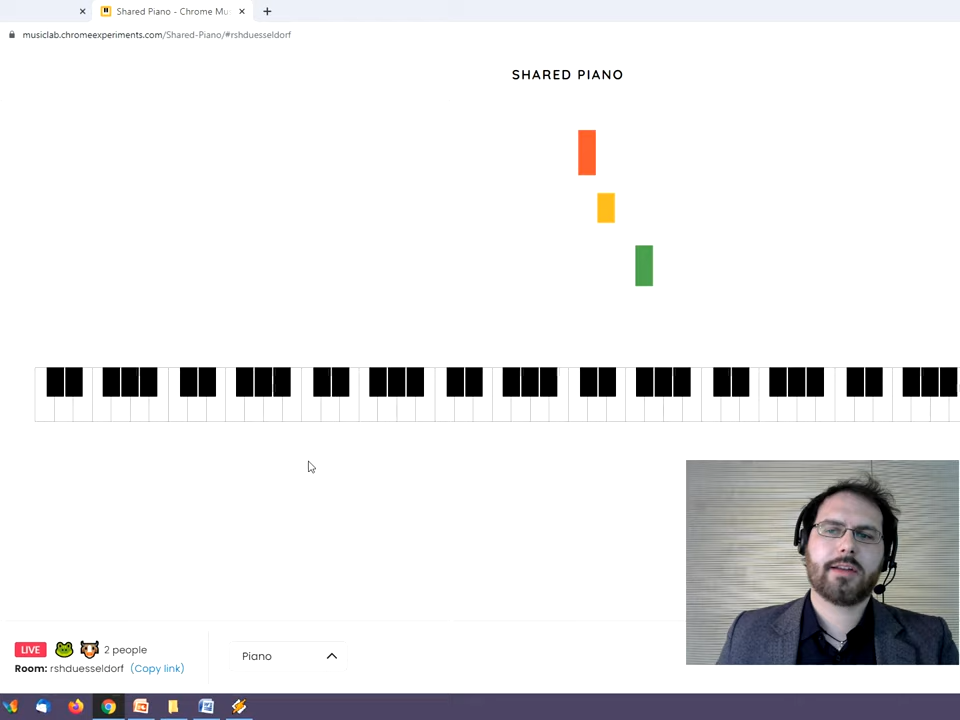 Shared Piano - Chrome Mu
musiclab.chromeexperiments.com/Shared-Piano/#rshduesseldorf
SHARED PIANO
LIVE 2 people
Room: rshduesseldorf (Copy link)
Piano